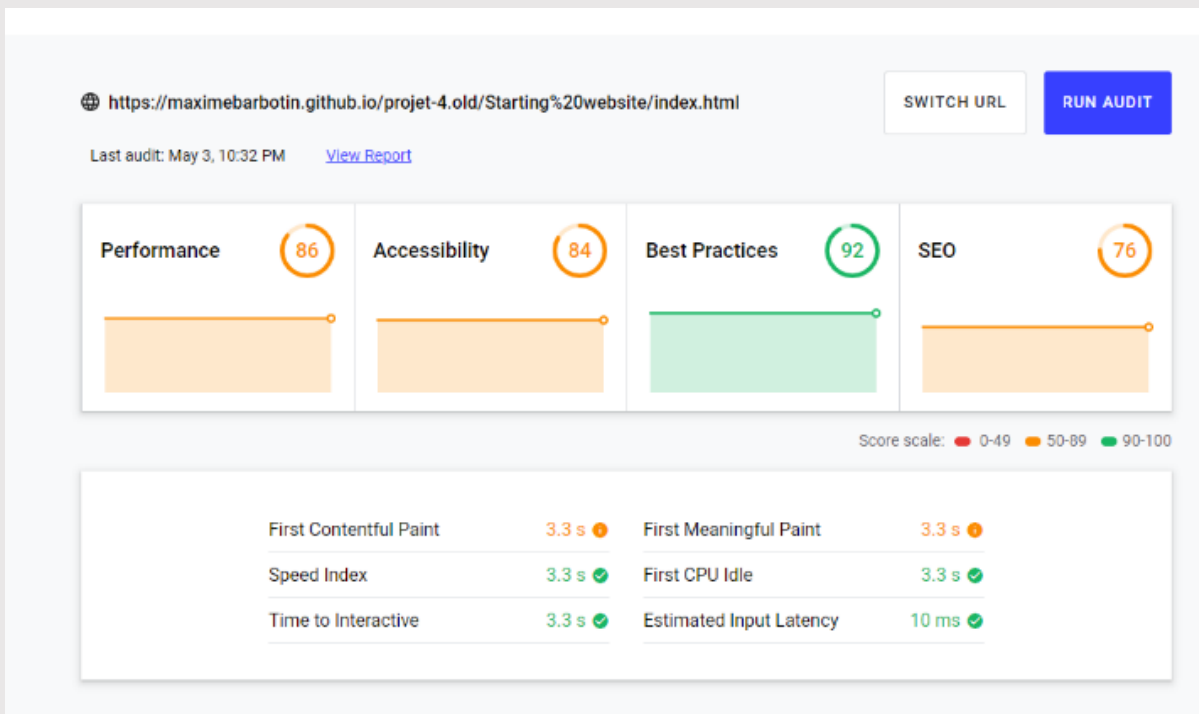 https://maximebarbotin.github.io/projet-4.old/Starting%20website/index.html
SWITCH URL
RUN AUDIT
Last audit: May 3, 10:32 PM
View Report
Performance
86
Accessibility
84
Best Practices
92
SEO
76
Score scale: 0-49 50-89 90-100
First Contentful Paint 3.3 s
First Meaningful Paint 3.3 s
Speed Index 3.3 s
First CPU Idle 3.3 s
Time to Interactive 3.3 s
Estimated Input Latency 10 ms